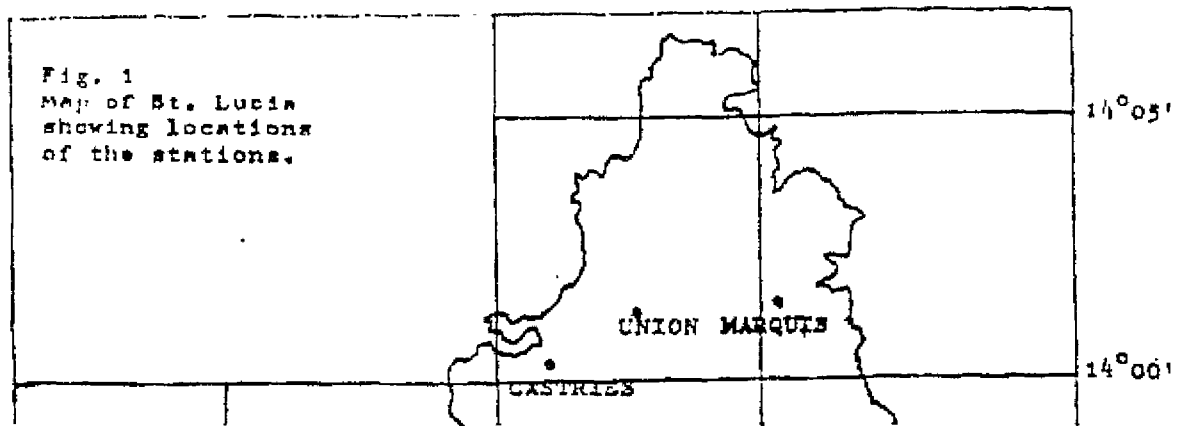 Fig. 1
Map of St. Lucia
showing locations
of the stations.
14°05'
UNION MARQUIS
14°00'
CASTRIES